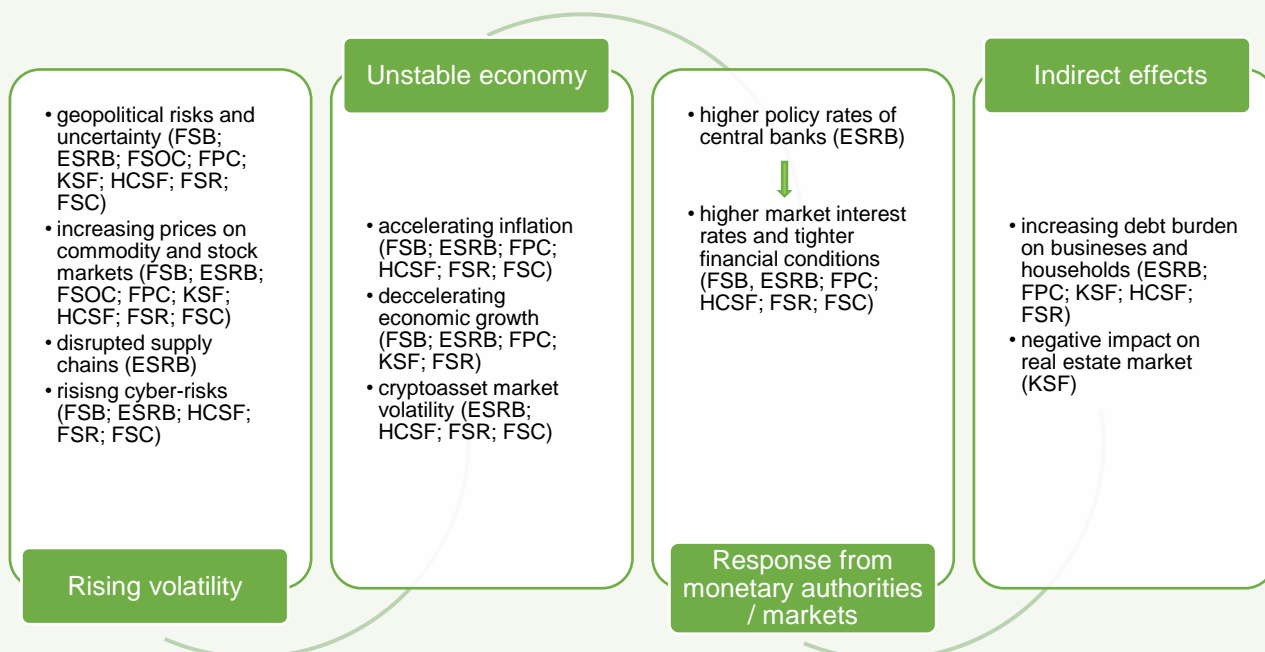 • geopolitical risks and
uncertainty (FSB;
ESRB; FSOC; FPC;
KSF; HCSF; FSR;
FSC)
• increasing prices on
commodity and stock
markets (FSB; ESRB;
FSOC; FPC; KSF;
HCSF; FSR; FSC)
• disrupted supply
chains (ESRB)
• risisng cyber-risks
(FSB; ESRB; HCSF;
FSR; FSC)
Rising volatility
Unstable economy
• accelerating inflation
(FSB; ESRB; FPC;
HCSF; FSR; FSC)
• deccelerating
economic growth
(FSB; ESRB; FPC;
KSF; FSR)
• cryptoasset market
volatility (ESRB;
HCSF; FSR; FSC)
• higher policy rates of
central banks (ESRB)
• higher market interest
rates and tighter
financial conditions
(FSB, ESRB; FPC;
HCSF; FSR; FSC)
Response from
monetary authorities
/ markets
Indirect effects
• increasing debt burden
on busineses and
households (ESRB;
FPC; KSF; HCSF;
FSR)
• negative impact on
real estate market
(KSF)